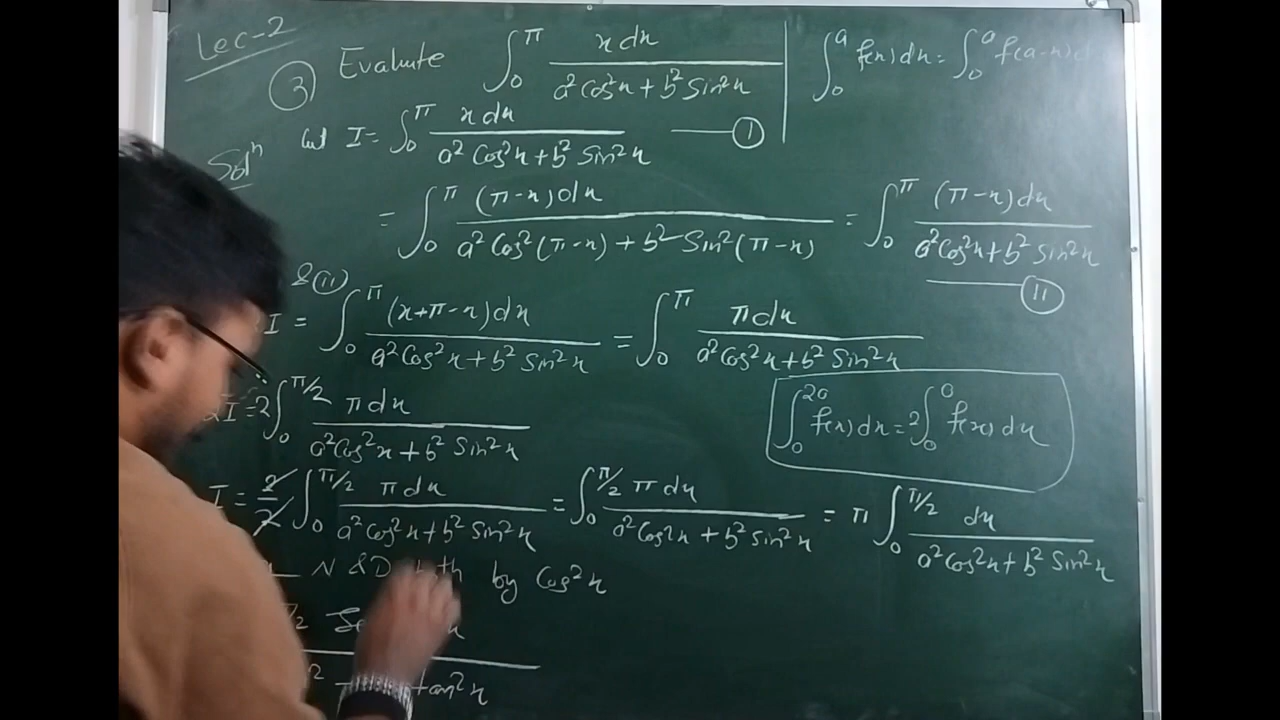 Lec-2
③ Evaluate ∫₀^π x dx / (a² Cos²x + b² Sin²x)
∫₀^a f(x) dx = ∫₀^a f(a-x) d
Solⁿ
Let I = ∫₀^π x dx / (a² Cos²x + b² Sin²x) — ①
= ∫₀^π (π-x) dx / (a² Cos²(π-x) + b² Sin²(π-x)) = ∫₀^π (π-x) dx / (a² Cos²x + b² Sin²x) — ⑪
& ⑪
I = ∫₀^π (x+π-x) dx / (a² Cos²x + b² Sin²x) = ∫₀^π π dx / (a² Cos²x + b² Sin²x)
2I = 2∫₀^π/2 π dx / (a² Cos²x + b² Sin²x)
∫₀^2a f(x) dx = 2∫₀^a f(x) dx
I = 2/2 ∫₀^π/2 π dx / (a² Cos²x + b² Sin²x) = ∫₀^π/2 π dx / (a² Cos²x + b² Sin²x) = π ∫₀^π/2 dx / (a² Cos²x + b² Sin²x)
N & D by Cos²x
/2 Se x
2 + tan²x